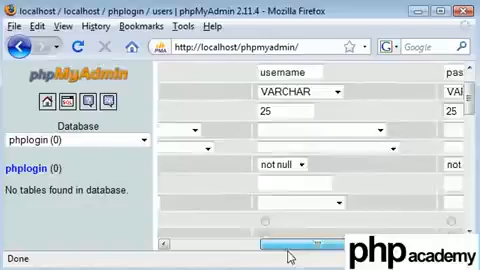 localhost / localhost / phplogin / users | phpMyAdmin 2.11.4 - Mozilla Firefox
File Edit View History Bookmarks Tools Help
http://localhost/phpmyadmin/
Google
phpMyAdmin
SQL
Database
phplogin (0)
phplogin (0)
No tables found in database.
username pas
VARCHAR VAR
25 25
not null not
Done
php academy